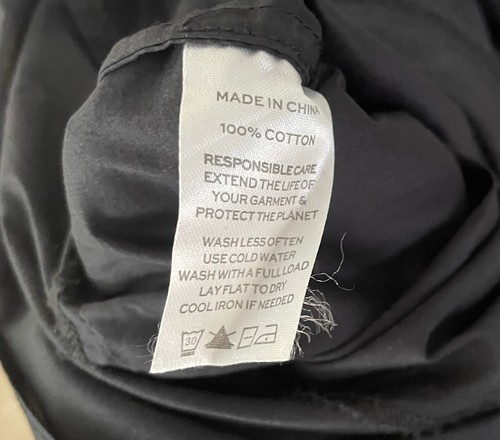 MADE IN CHINA
100% COTTON
RESPONSIBLE CARE
EXTEND THE LIFE OF
YOUR GARMENT &
PROTECT THE PLANET
WASH LESS OFTEN
USE COLD WATER
WASH WITH A FULL LOAD
LAY FLAT TO DRY
COOL IRON IF NEEDED
30